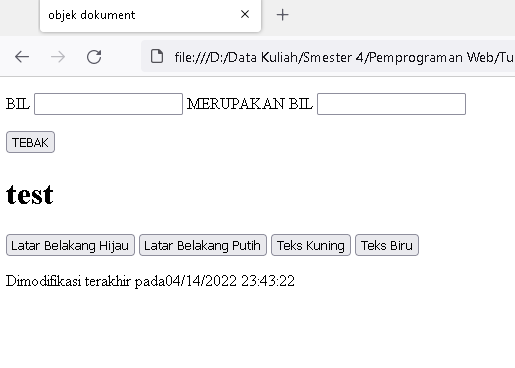 objek dokument
file:///D:/Data Kuliah/Smester 4/Pemprograman Web/Tu
BIL MERUPAKAN BIL
TEBAK
test
Latar Belakang Hijau Latar Belakang Putih Teks Kuning Teks Biru
Dimodifikasi terakhir pada04/14/2022 23:43:22